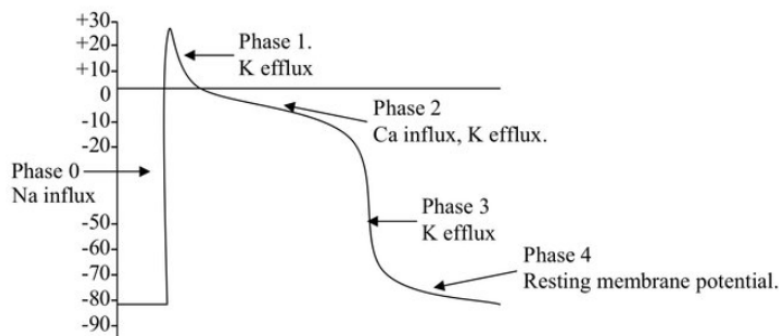 +30
+20
+10
0
-10
-20
-50
-60
-70
-80
-90
Phase 0
Na influx
Phase 1.
K efflux
Phase 2
Ca influx, K efflux.
Phase 3
K efflux
Phase 4
Resting membrane potential.